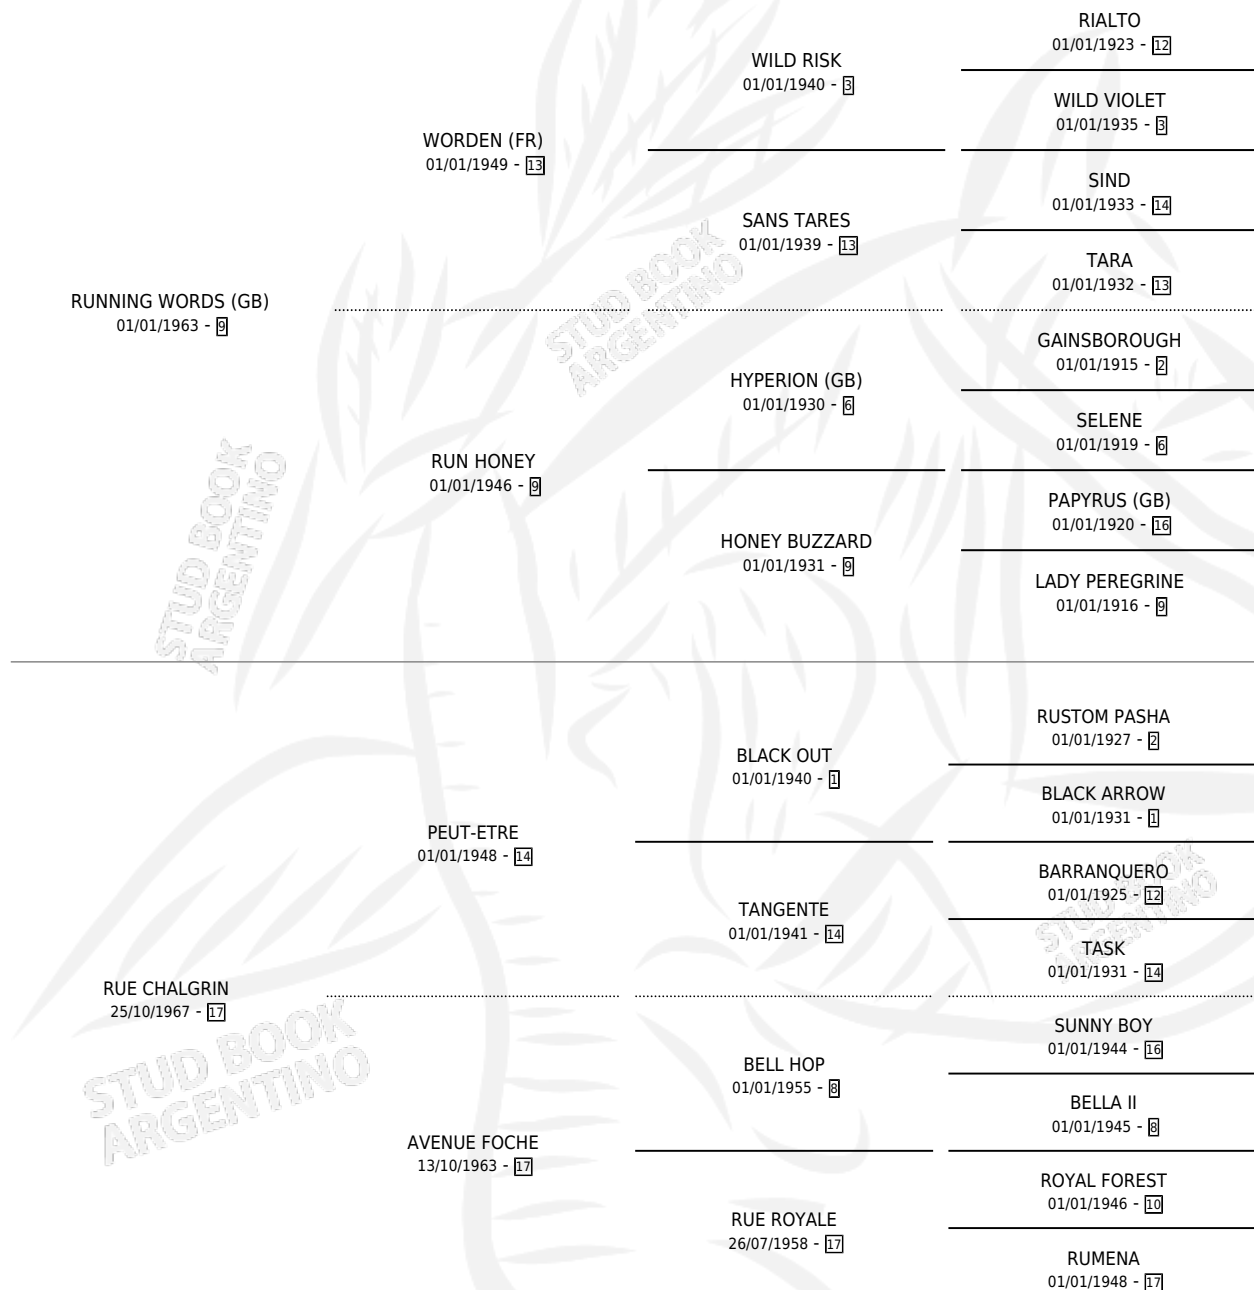 RIALTO
01/01/1923 - 12
WILD RISK
01/01/1940 - 3
WILD VIOLET
01/01/1935 - 3
WORDEN (FR)
01/01/1949 - 13
SIND
01/01/1933 - 14
SANS TARES
01/01/1939 - 13
TARA
01/01/1932 - 13
RUNNING WORDS (GB)
01/01/1963 - 9
GAINSBOROUGH
01/01/1915 - 2
HYPERION (GB)
01/01/1930 - 6
SELENE
01/01/1919 - 6
RUN HONEY
01/01/1946 - 9
PAPYRUS (GB)
01/01/1920 - 16
HONEY BUZZARD
01/01/1931 - 9
LADY PEREGRINE
01/01/1916 - 9
RUSTOM PASHA
01/01/1927 - 2
BLACK OUT
01/01/1940 - 1
BLACK ARROW
01/01/1931 - 1
PEUT-ETRE
01/01/1948 - 14
BARRANQUERO
01/01/1925 - 12
TANGENTE
01/01/1941 - 14
TASK
01/01/1931 - 14
RUE CHALGRIN
25/10/1967 - 17
SUNNY BOY
01/01/1944 - 16
BELL HOP
01/01/1955 - 8
BELLA II
01/01/1945 - 8
AVENUE FOCHE
13/10/1963 - 17
ROYAL FOREST
01/01/1946 - 10
RUE ROYALE
26/07/1958 - 17
RUMENA
01/01/1948 - 17
STUD BOOK
ARGENTINO
STUD BOOK
ARGENTINO
STUD BOOK
ARGENTINO
STUD BOOK
ARGENTINO